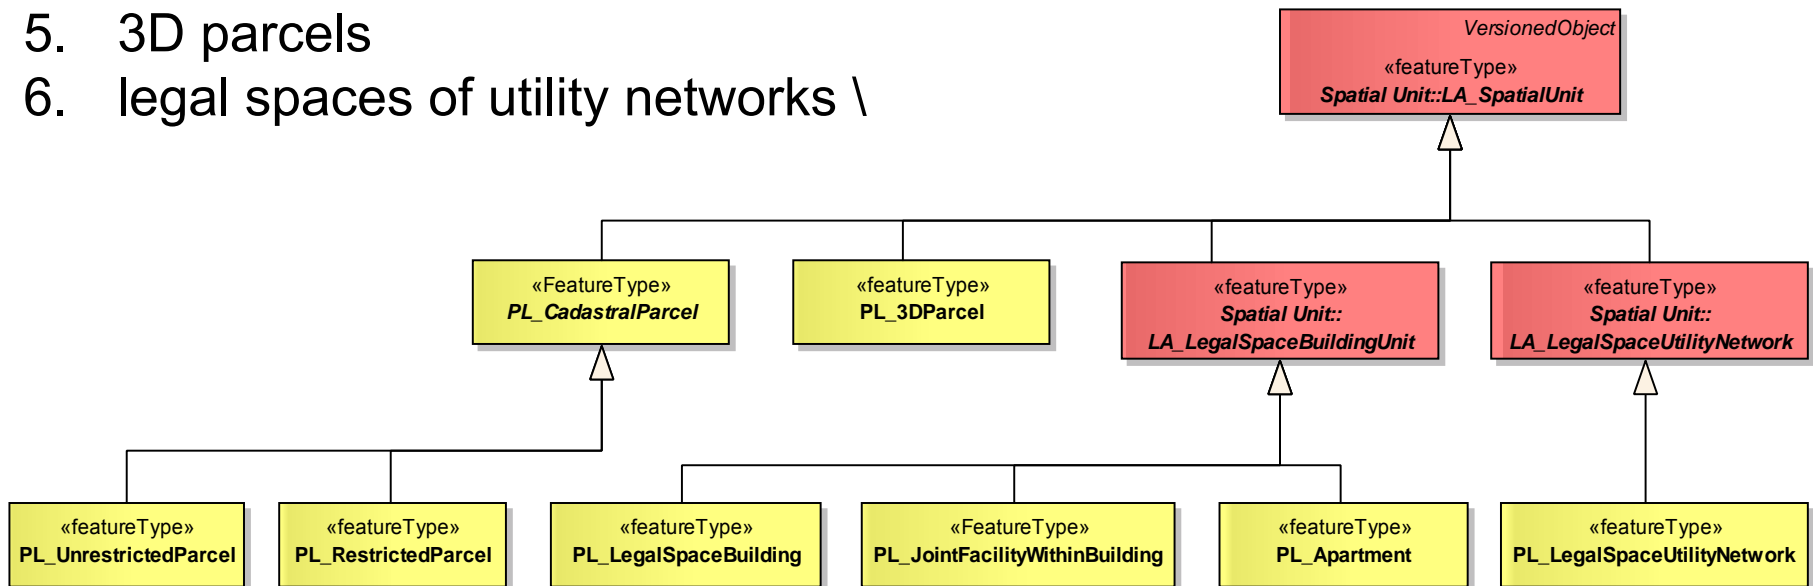 5. 3D parcels
6. legal spaces of utility networks \
VersionedObject
«featureType»
Spatial Unit::LA_SpatialUnit
«FeatureType»
PL_CadastralParcel
«featureType»
PL_3DParcel
«featureType»
Spatial Unit::
LA_LegalSpaceBuildingUnit
«featureType»
Spatial Unit::
LA_LegalSpaceUtilityNetwork
«featureType»
PL_UnrestrictedParcel
«featureType»
PL_RestrictedParcel
«featureType»
PL_LegalSpaceBuilding
«FeatureType»
PL_JointFacilityWithinBuilding
«featureType»
PL_Apartment
«featureType»
PL_LegalSpaceUtilityNetwork